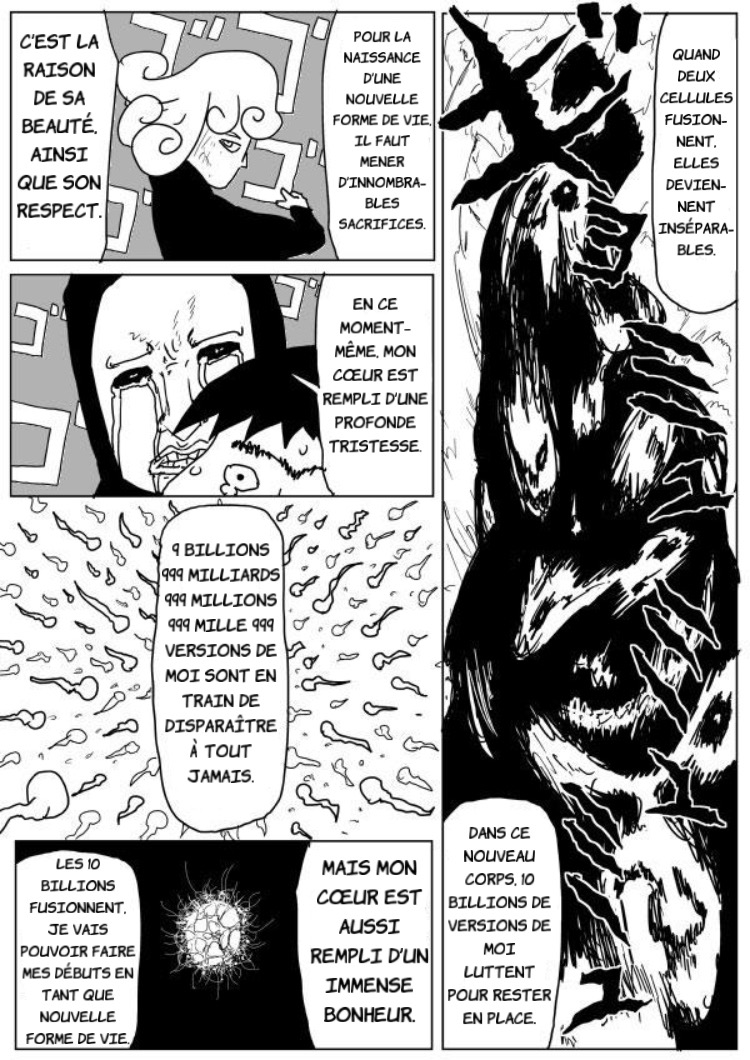 QUAND
DEUX
CELLULES
FUSION-
NENT,
ELLES
DEVIEN-
NENT
INSÉPARA-
BLES.
DANS CE
NOUVEAU
CORPS, 10
BILLIONS DE
VERSIONS DE
MOI
LUTTENT
POUR RESTER
EN PLACE.
POUR LA
NAISSANCE
D'UNE
NOUVELLE
FORME DE VIE,
IL FAUT
MENER
D'INNOMBRA-
BLES
SACRIFICES.
C'EST LA
RAISON
DE SA
BEAUTÉ,
AINSI
QUE SON
RESPECT.
EN CE
MOMENT-
MÊME, MON
CŒUR EST
REMPLI D'UNE
PROFONDE
TRISTESSE.
9 BILLIONS
999 MILLIARDS
999 MILLIONS
999 MILLE 999
VERSIONS DE
MOI SONT EN
TRAIN DE
DISPARAÎTRE
À TOUT
JAMAIS.
MAIS MON
CŒUR EST
AUSSI
REMPLI D'UN
IMMENSE
BONHEUR.
LES 10
BILLIONS
FUSIONNENT,
JE VAIS
POUVOIR FAIRE
MES DÉBUTS EN
TANT QUE
NOUVELLE
FORME DE VIE.